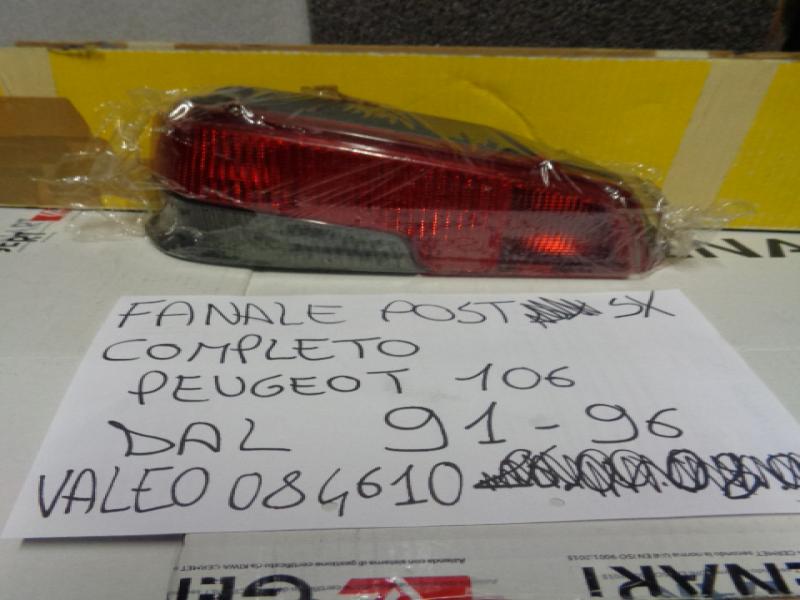 FANALE POST SX
COMPLETO
PEUGEOT 106
DAL 91-96
VALEO 084610